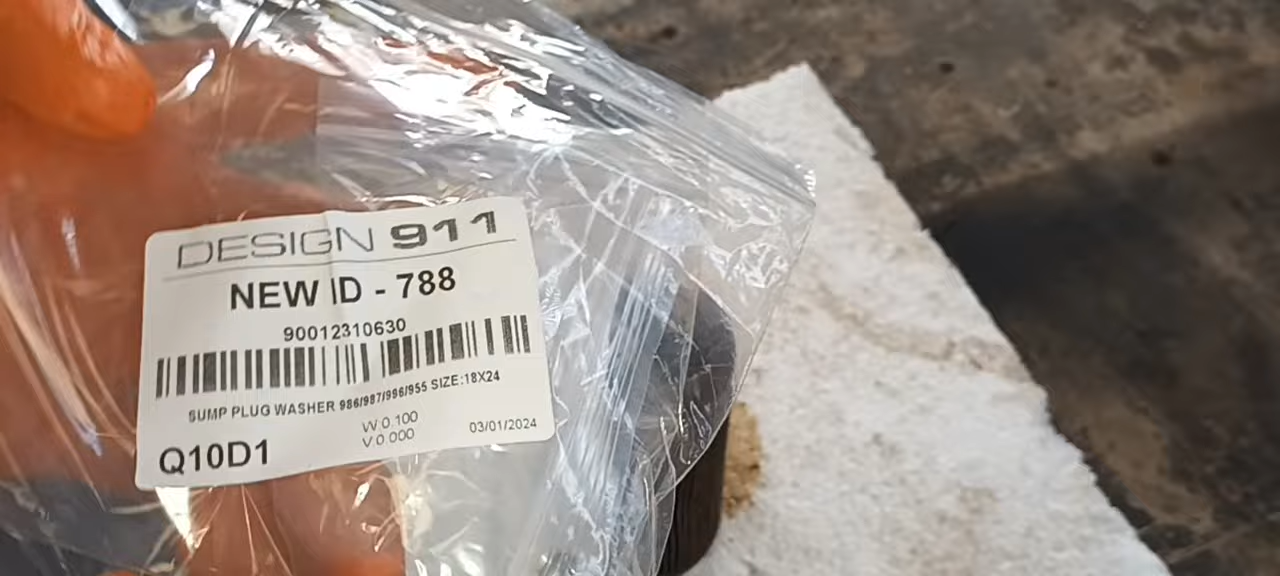 DESIGN 911
NEW ID - 788
90012310630
SUMP PLUG WASHER 986/987/996/955 SIZE:18X24
W 0.100
V 0.000
03/01/2024
Q10D1